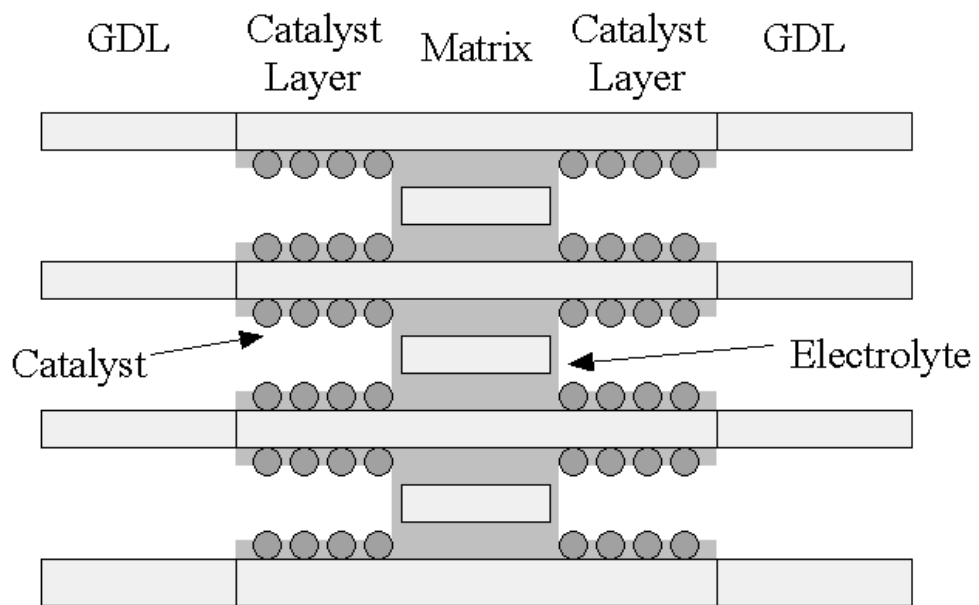 GDL
Catalyst
Layer
Matrix
Catalyst
Layer
GDL
Catalyst
Electrolyte